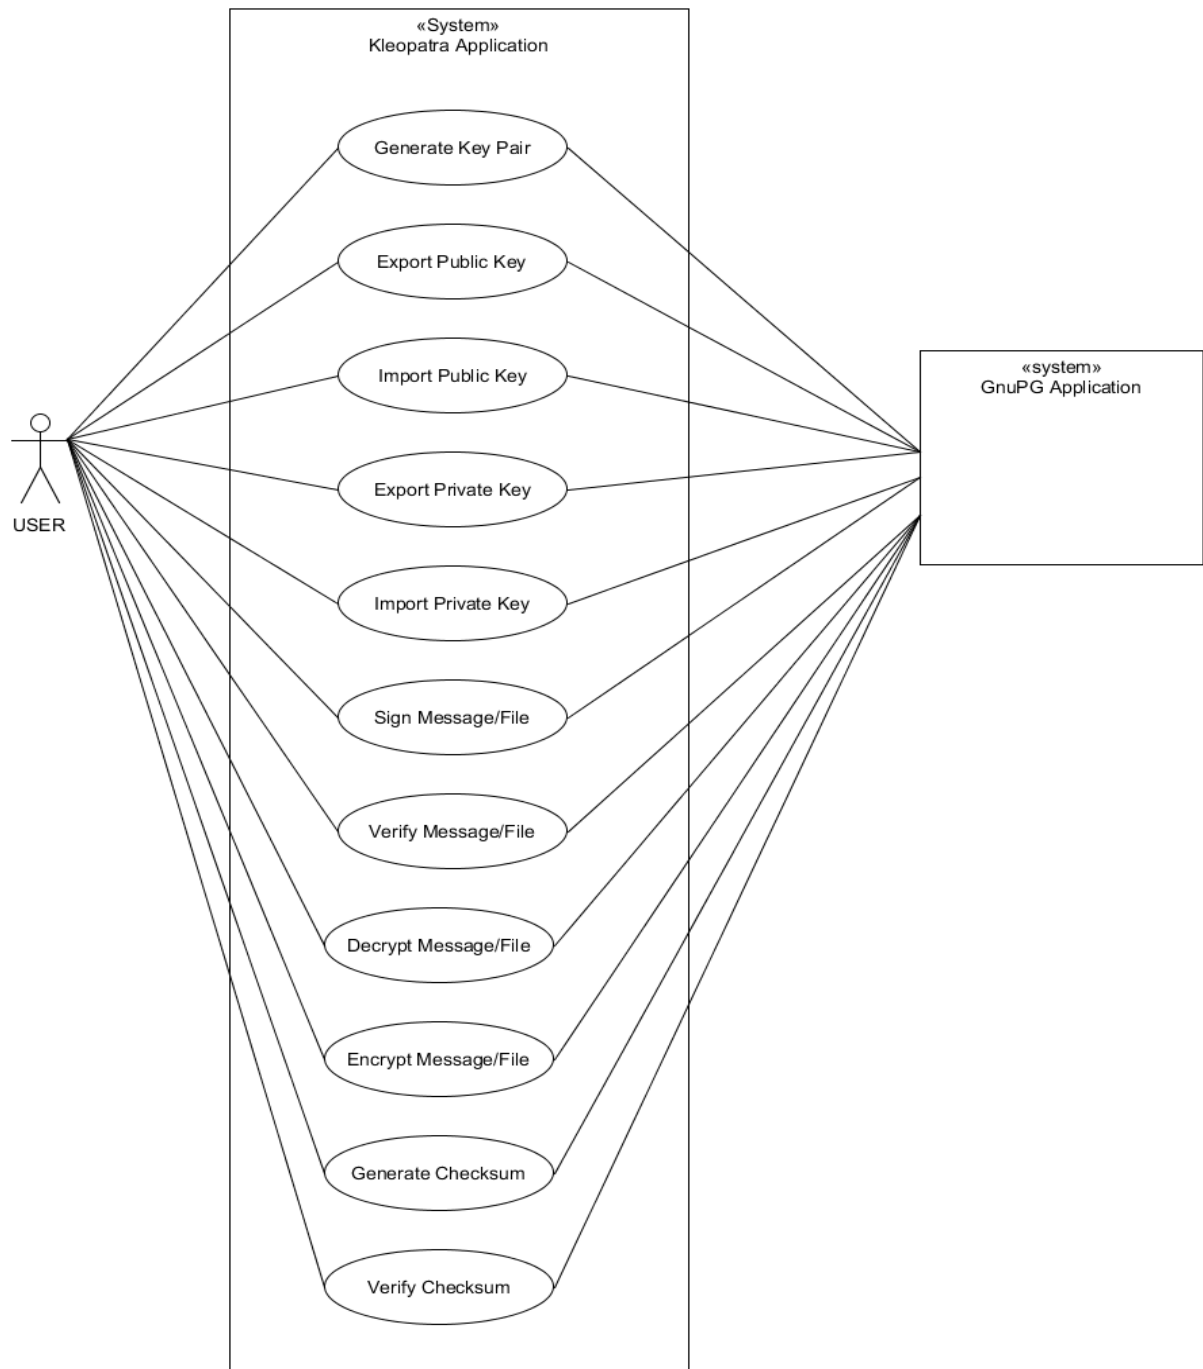 «System»
Kleopatra Application
Generate Key Pair
Export Public Key
Import Public Key
«system»
GnuPG Application
Export Private Key
USER
Import Private Key
Sign Message/File
Verify Message/File
Decrypt Message/File
Encrypt Message/File
Generate Checksum
Verify Checksum